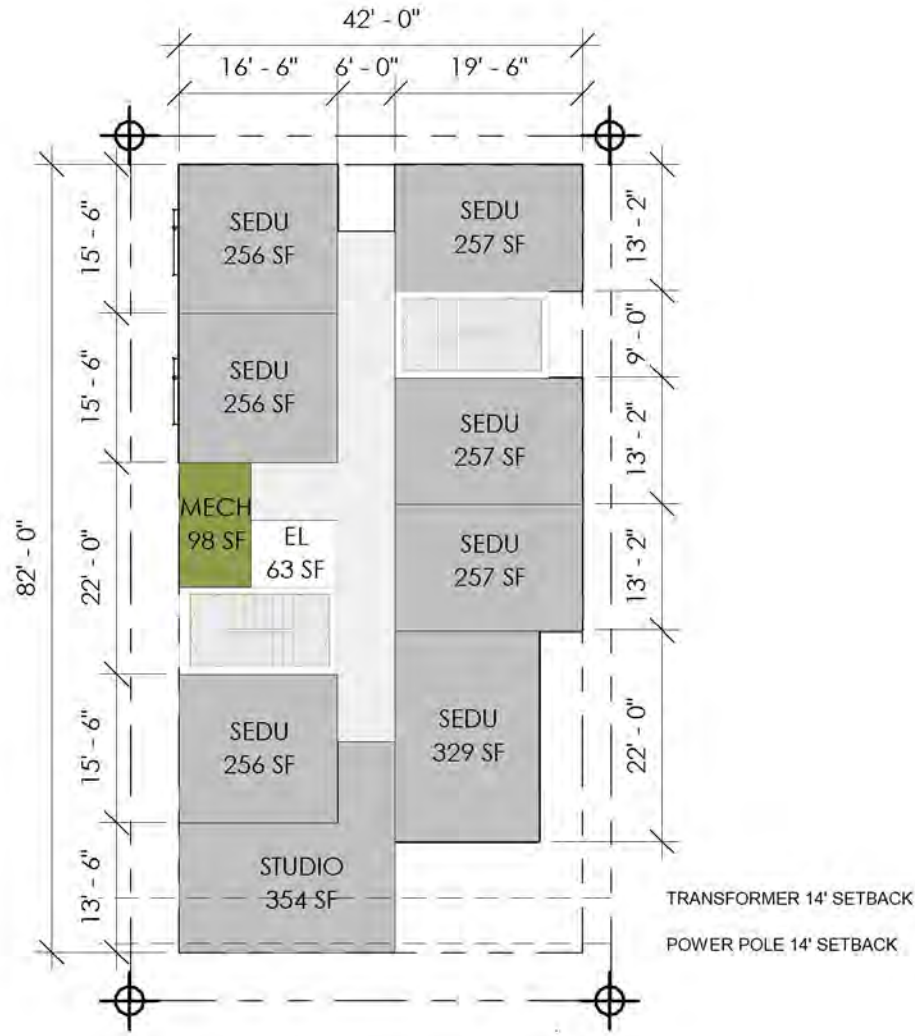 42' - 0"
16' - 6"
6' - 0"
19' - 6"
82' - 0"
15' - 6"
15' - 6"
22' - 0"
15' - 6"
13' - 6"
SEDU
256 SF
SEDU
256 SF
MECH
98 SF
EL
63 SF
SEDU
256 SF
STUDIO
354 SF
SEDU
257 SF
SEDU
257 SF
SEDU
257 SF
SEDU
329 SF
13' - 2"
9' - 0"
13' - 2"
13' - 2"
22' - 0"
TRANSFORMER 14' SETBACK
POWER POLE 14' SETBACK